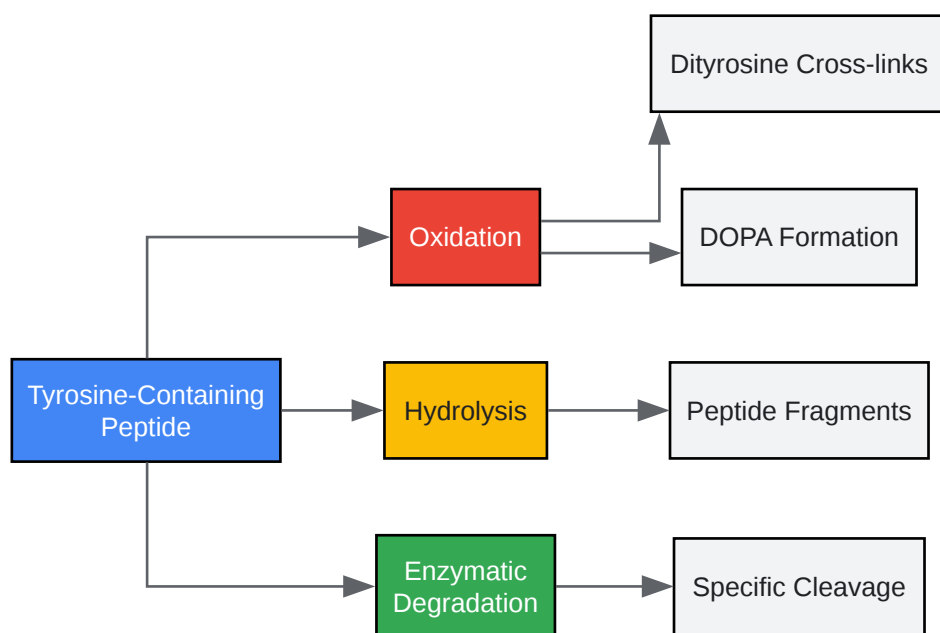 Dityrosine Cross-links
Oxidation
DOPA Formation
Tyrosine-Containing
Peptide
Hydrolysis
Peptide Fragments
Enzymatic
Degradation
Specific Cleavage